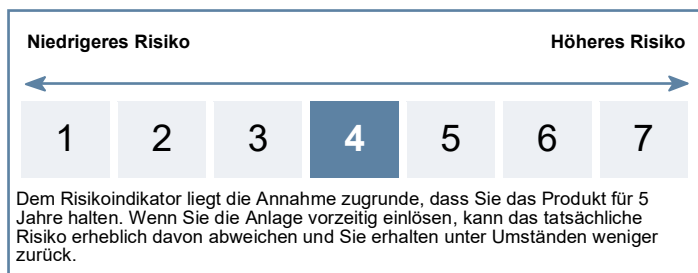 Niedrigeres Risiko Höheres Risiko
1 2 3 4 5 6 7
Dem Risikoindikator liegt die Annahme zugrunde, dass Sie das Produkt für 5
Jahre halten. Wenn Sie die Anlage vorzeitig einlösen, kann das tatsächliche
Risiko erheblich davon abweichen und Sie erhalten unter Umständen weniger
zurück.